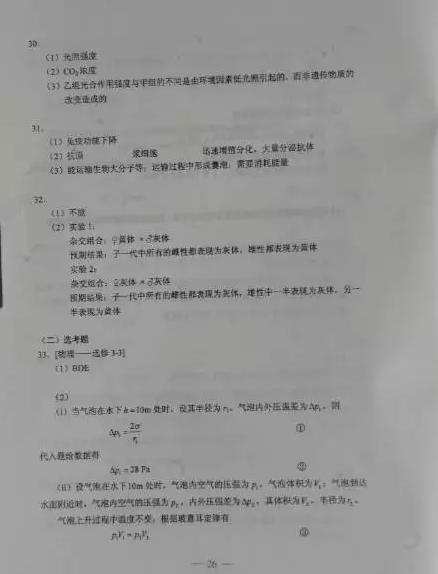 30.
（1）光照强度
（2）CO₂浓度
（3）乙组光合作用强度与甲组的不同是由环境因素低光照引起的，而非遗传物质的
改变造成的
31.
（1）免疫功能下降
（2）抗原 浆细胞 迅速增殖分化，大量分泌抗体
（3）能运输生物大分子等；运输过程中形成囊泡；需要消耗能量
32.
（1）不能
（2）实验1：
杂交组合：♀黄体 × ♂灰体
预期结果：子一代中所有的雌性都表现为灰体，雄性都表现为黄体
实验2：
杂交组合：♀灰体 × ♂灰体
预期结果：子一代中所有的雌性都表现为灰体，雄性中一半表现为灰体，另一
半表现为黄体
（二）选考题
33．[物理——选修3-3]
（1）BDE
（2）
（i）当气泡在水下h=10m处时，设其半径为r₁，气泡内外压强差为Δp₁，则
Δp₁ = 2σ/r₁ ①
代入题给数据得
Δp₁ = 28 Pa ②
（ii）设气泡在水下10m处时，气泡内空气的压强为p₁，气泡体积为V₁；气泡到达
水面附近时，气泡内空气的压强为p₂，内外压强差为Δp₂，其体积为V₂，半径为r₂。
气泡上升过程中温度不变，根据玻意耳定律有
p₁V₁ = p₂V₂ ③
— 26 —